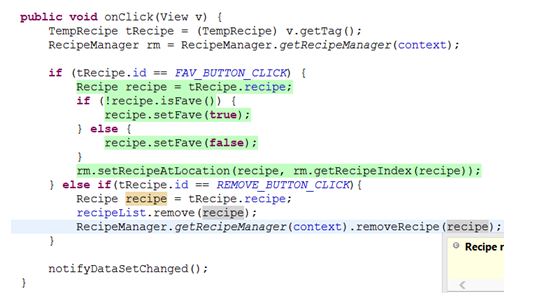 public void onClick(View v) {
TempRecipe tRecipe = (TempRecipe) v.getTag();
RecipeManager rm = RecipeManager.getRecipeManager(context);
if (tRecipe.id == FAV_BUTTON_CLICK) {
Recipe recipe = tRecipe.recipe;
if (!recipe.isFave()) {
recipe.setFave(true);
} else {
recipe.setFave(false);
}
rm.setRecipeAtLocation(recipe, rm.getRecipeIndex(recipe));
} else if(tRecipe.id == REMOVE_BUTTON_CLICK){
Recipe recipe = tRecipe.recipe;
recipeList.remove(recipe);
RecipeManager.getRecipeManager(context).removeRecipe(recipe);
}
Recipe
notifyDataSetChanged();
}